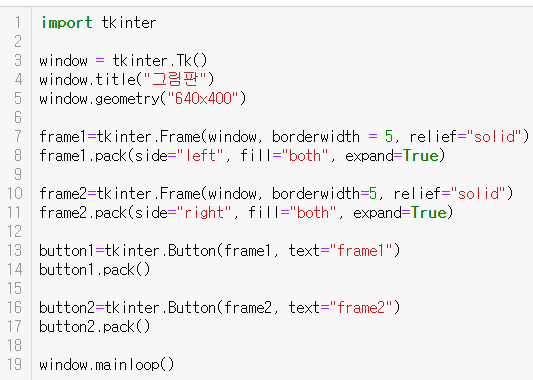 1 import tkinter
2
3 window = tkinter.Tk()
4 window.title("그럼판")
5 window.geometry("640x400")
6
7 frame1=tkinter.Frame(window, borderwidth = 5, relief="solid")
8 frame1.pack(side="left", fill="both", expand=True)
9
10 frame2=tkinter.Frame(window, borderwidth=5, relief="solid")
11 frame2.pack(side="right", fill="both", expand=True)
12
13 button1=tkinter.Button(frame1, text="frame1")
14 button1.pack()
15
16 button2=tkinter.Button(frame2, text="frame2")
17 button2.pack()
18
19 window.mainloop()